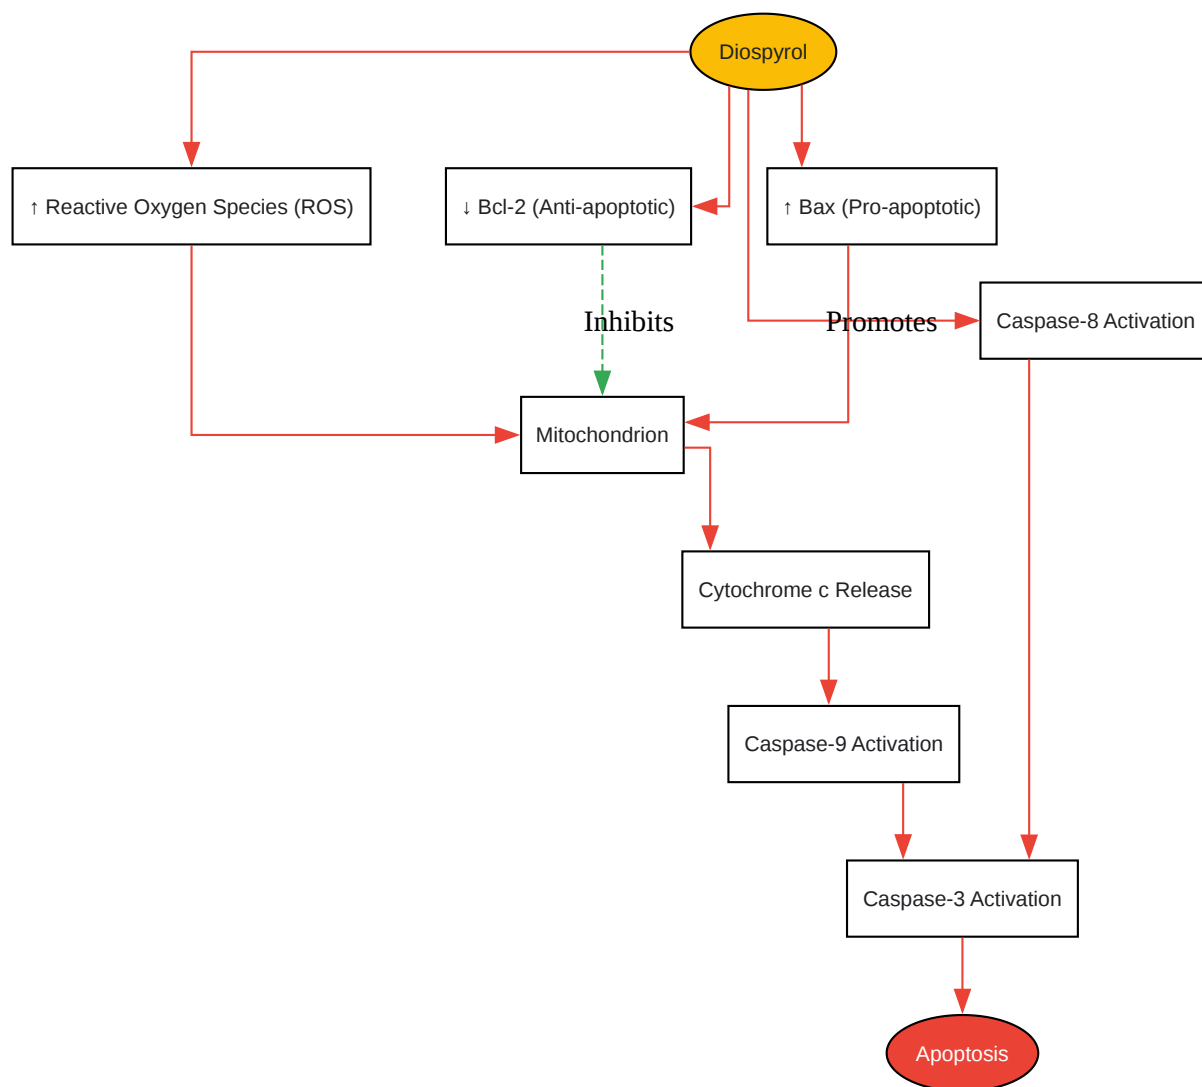 Diospyrol
↑ Reactive Oxygen Species (ROS)
↓ Bcl-2 (Anti-apoptotic)
↑ Bax (Pro-apoptotic)
Inhibits
Promotes
Caspase-8 Activation
Mitochondrion
Cytochrome c Release
Caspase-9 Activation
Caspase-3 Activation
Apoptosis